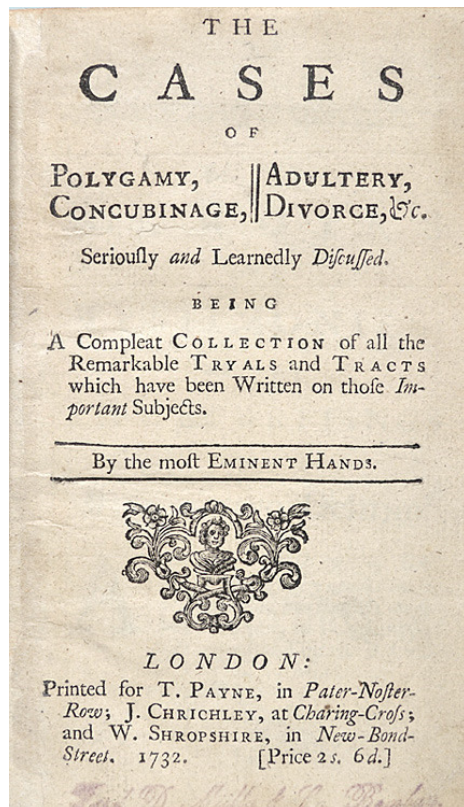 THE
CASES
OF
POLYGAMY, ADULTERY,
CONCUBINAGE, DIVORCE, &c.
Seriouſly and Learnedly Diſcuſſed.
BEING
A Compleat COLLECTION of all the
Remarkable TRYALS and TRACTS
which have been Written on thoſe Im-
portant Subjects.
By the moſt EMINENT HANDS.
LONDON:
Printed for T. PAYNE, in Pater-Noſter-
Row; J. CHRICHLEY, at Charing-Croſs;
and W. SHROPSHIRE, in New-Bond-
Street. 1732. [Price 2 s. 6 d.]